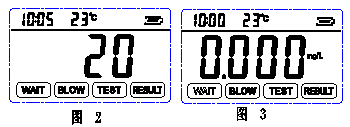 10:05 23℃
20
WAIT BLOW TEST RESULT
图 2
10:00 23℃
0.000 mg/L
WAIT BLOW TEST RESULT
图 3